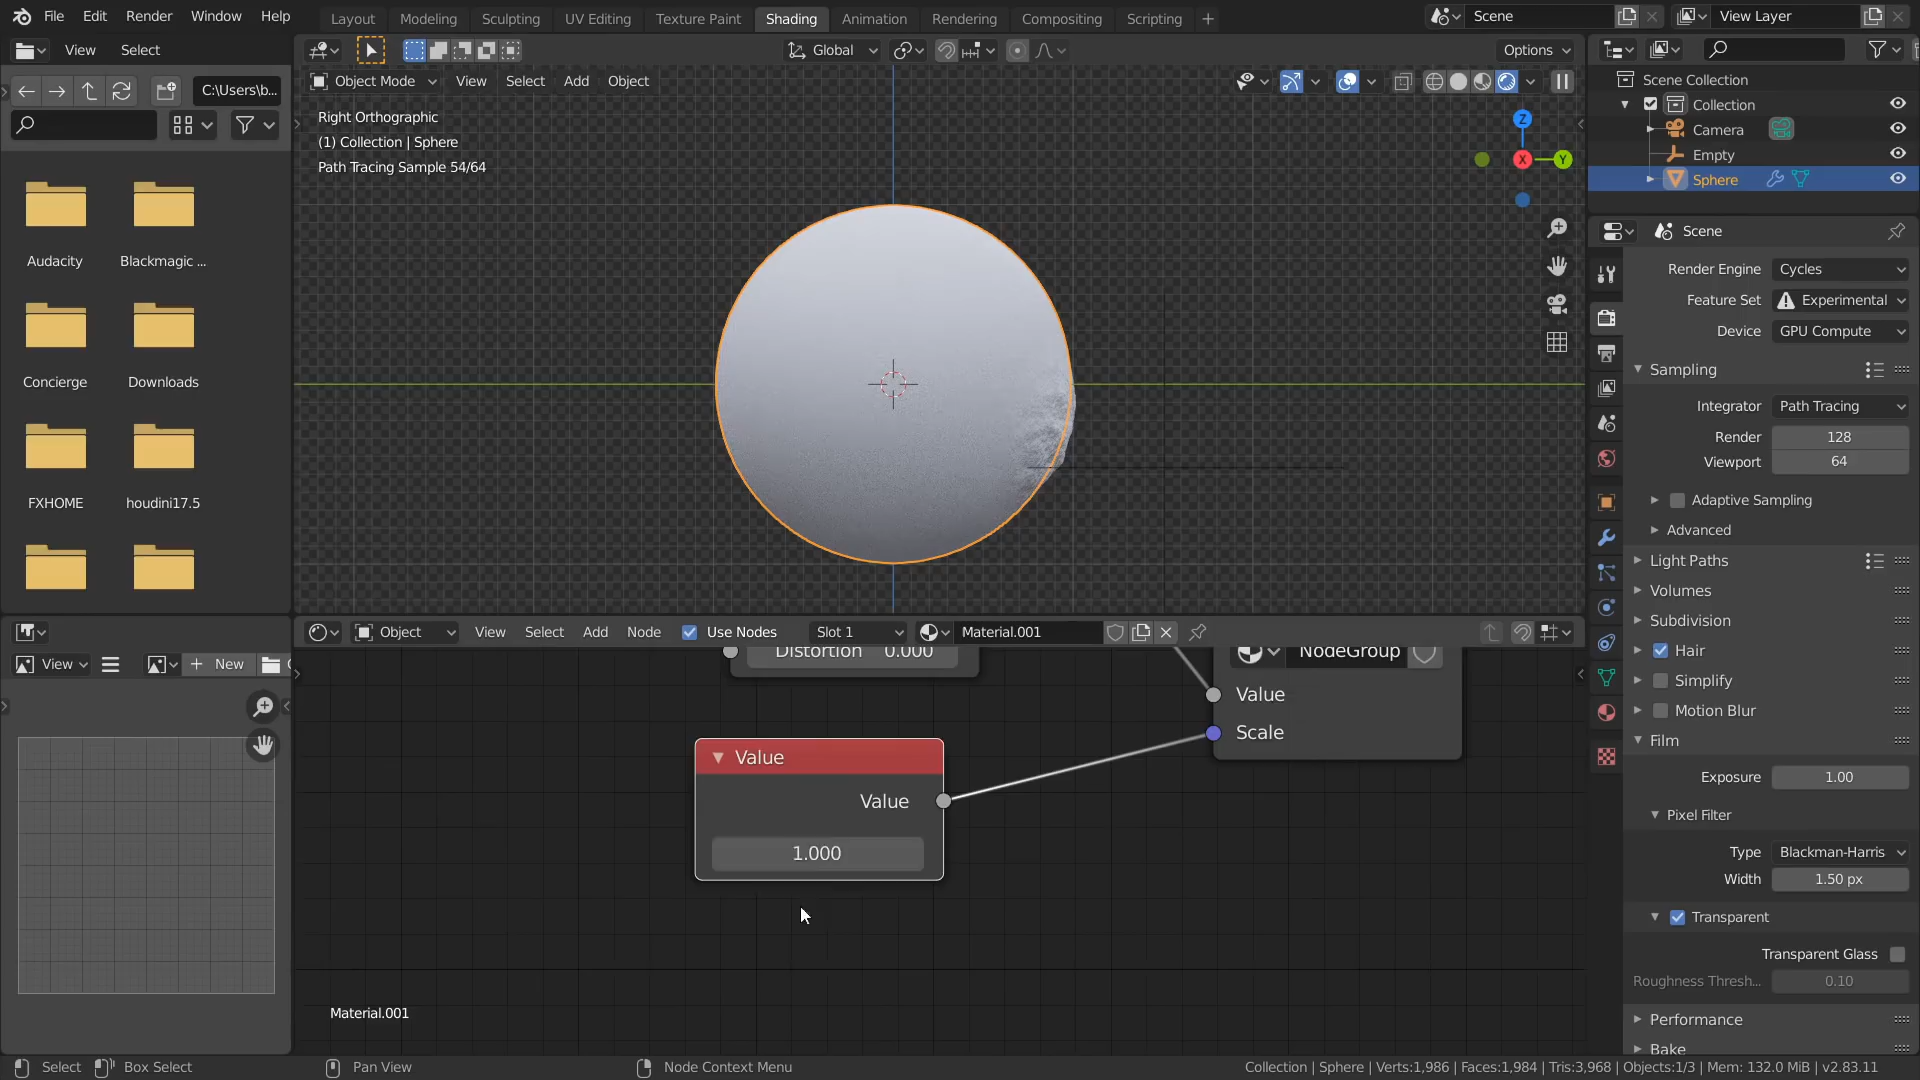 File Edit Render Window Help
Layout Modeling Sculpting UV Editing Texture Paint Shading Animation Rendering Compositing Scripting +
Scene
View Layer
View Select
Global
Options
C:\Users\b...
Object Mode View Select Add Object
Right Orthographic
(1) Collection | Sphere
Path Tracing Sample 54/64
Z
X
Y
Audacity
Blackmagic ...
Concierge
Downloads
FXHOME
houdini17.5
Scene Collection
Collection
Camera
Empty
Sphere
Scene
Render Engine Cycles
Feature Set Experimental
Device GPU Compute
Sampling
Integrator Path Tracing
Render 128
Viewport 64
Adaptive Sampling
Advanced
Light Paths
Volumes
Subdivision
Hair
Simplify
Motion Blur
Film
Exposure 1.00
Pixel Filter
Type Blackman-Harris
Width 1.50 px
Transparent
Transparent Glass
Roughness Thresh... 0.10
Performance
Bake
Object View Select Add Node Use Nodes Slot 1 Material.001
View + New
Distortion 0.000
NodeGroup
Value
Scale
Value
Value
1.000
Material.001
Select Box Select Pan View Node Context Menu
Collection | Sphere | Verts:1,986 | Faces:1,984 | Tris:3,968 | Objects:1/3 | Mem: 132.0 MiB | v2.83.11